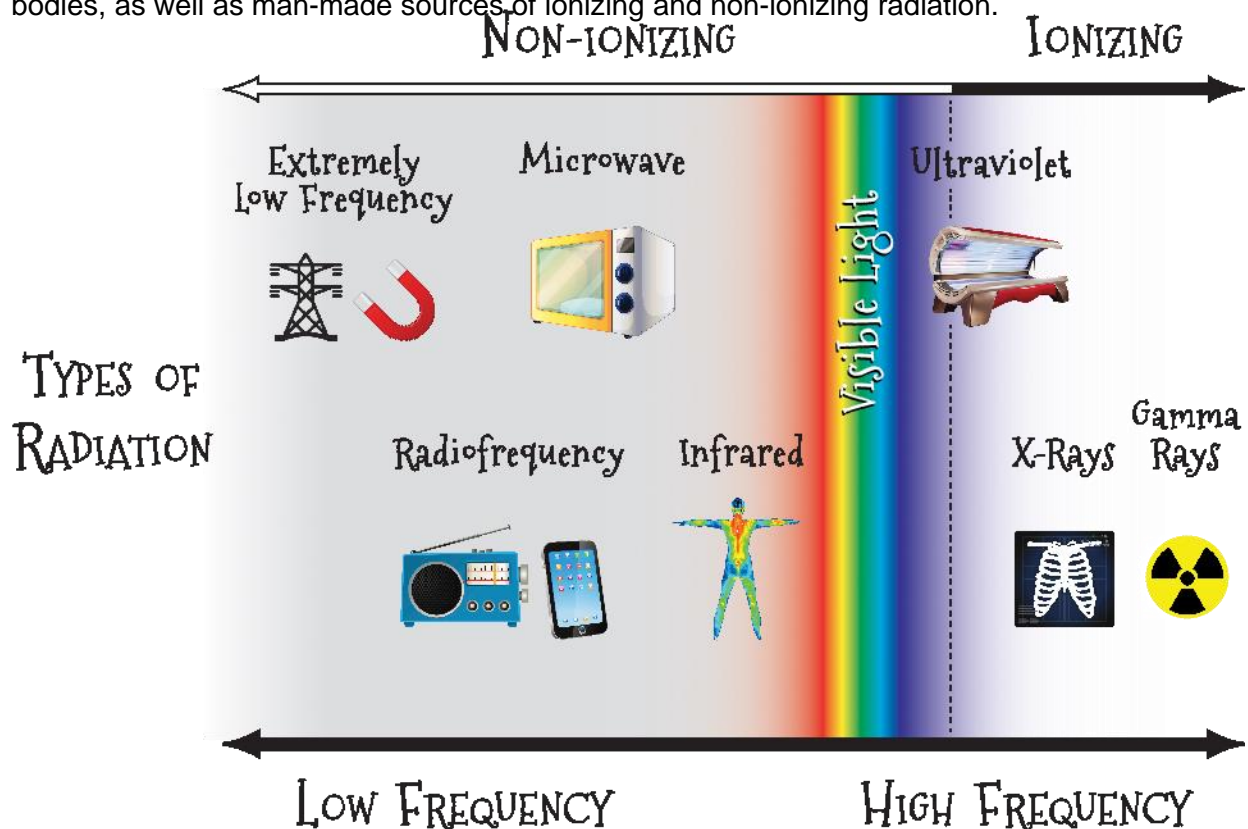 bodies, as well as man-made sources of ionizing and non-ionizing radiation.
NON-IONIZING
IONIZING
Extremely
Low Frequency
Microwave
Ultraviolet
Visible Light
TYPES OF
RADIATION
Radiofrequency
Infrared
X-Rays
Gamma
Rays
LOW FREQUENCY
HIGH FREQUENCY